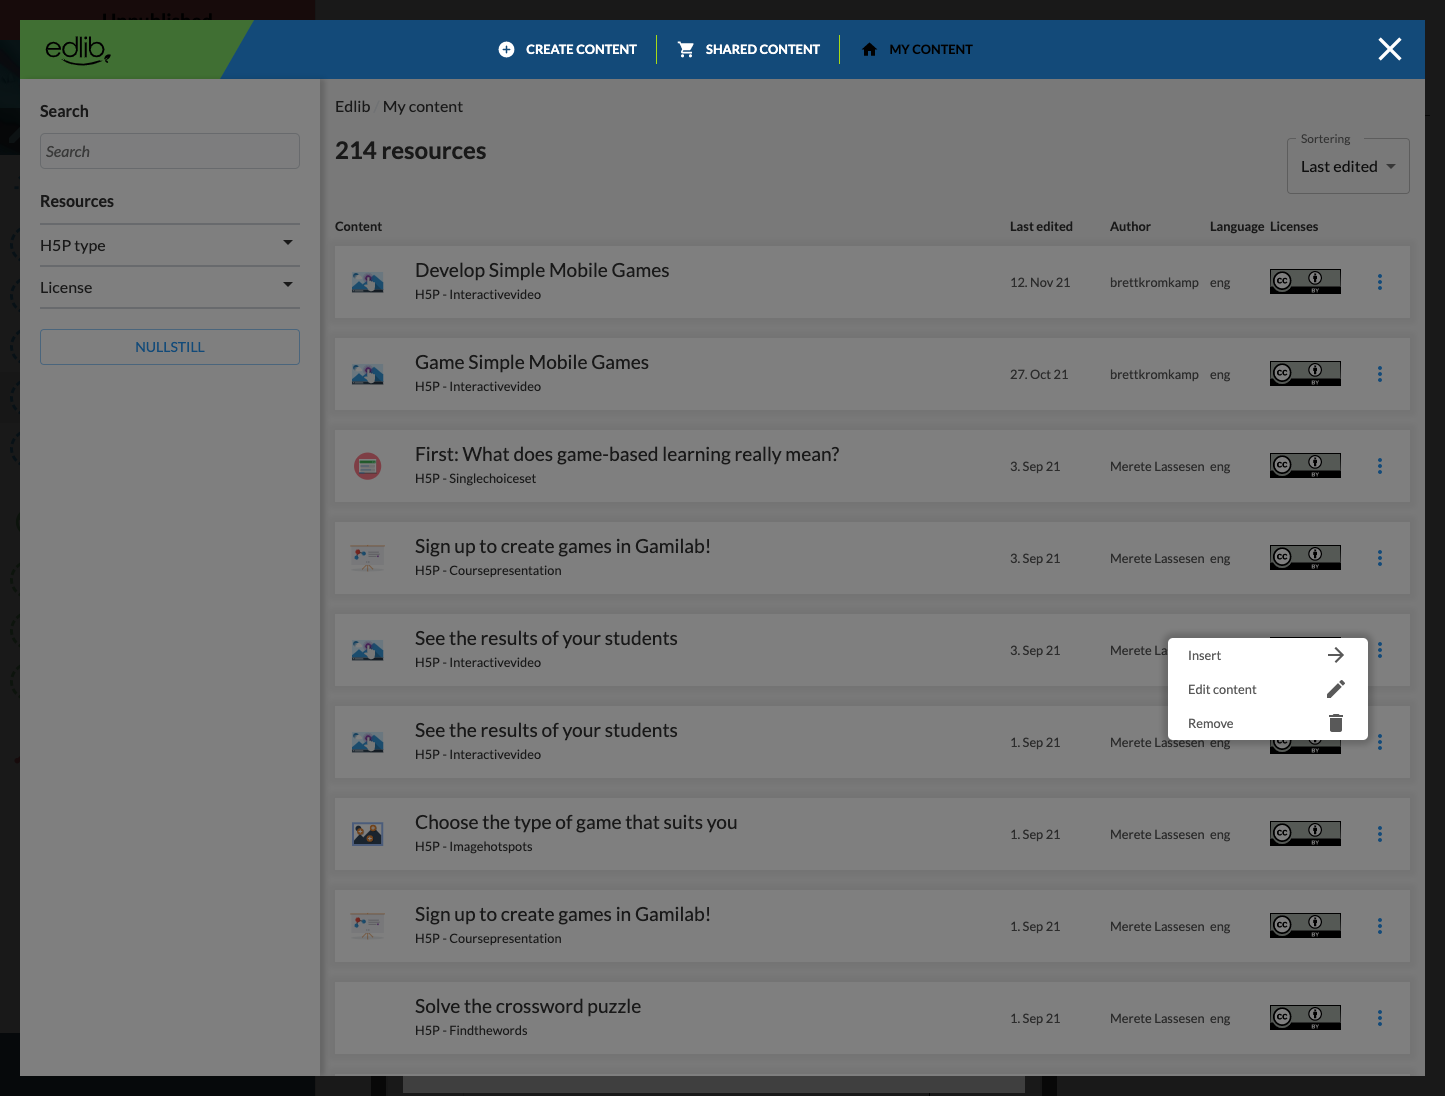 Unpublished
edlib
CREATE CONTENT
SHARED CONTENT
MY CONTENT
Search
Search
Resources
H5P type
License
NULLSTILL
Edlib / My content
214 resources
Sortering
Last edited
Content Last edited Author Language Licenses
Develop Simple Mobile Games
H5P - Interactivevideo
12. Nov 21 brettkromkamp eng cc BY
Game Simple Mobile Games
H5P - Interactivevideo
27. Oct 21 brettkromkamp eng cc BY
First: What does game-based learning really mean?
H5P - Singlechoiceset
3. Sep 21 Merete Lassesen eng cc BY
Sign up to create games in Gamilab!
H5P - Coursepresentation
3. Sep 21 Merete Lassesen eng cc BY
See the results of your students
H5P - Interactivevideo
3. Sep 21 Merete La
Insert
Edit content
Remove
See the results of your students
H5P - Interactivevideo
1. Sep 21 Merete Lassesen eng cc BY
Choose the type of game that suits you
H5P - Imagehotspots
1. Sep 21 Merete Lassesen eng cc BY
Sign up to create games in Gamilab!
H5P - Coursepresentation
1. Sep 21 Merete Lassesen eng cc BY
Solve the crossword puzzle
H5P - Findthewords
1. Sep 21 Merete Lassesen eng cc BY